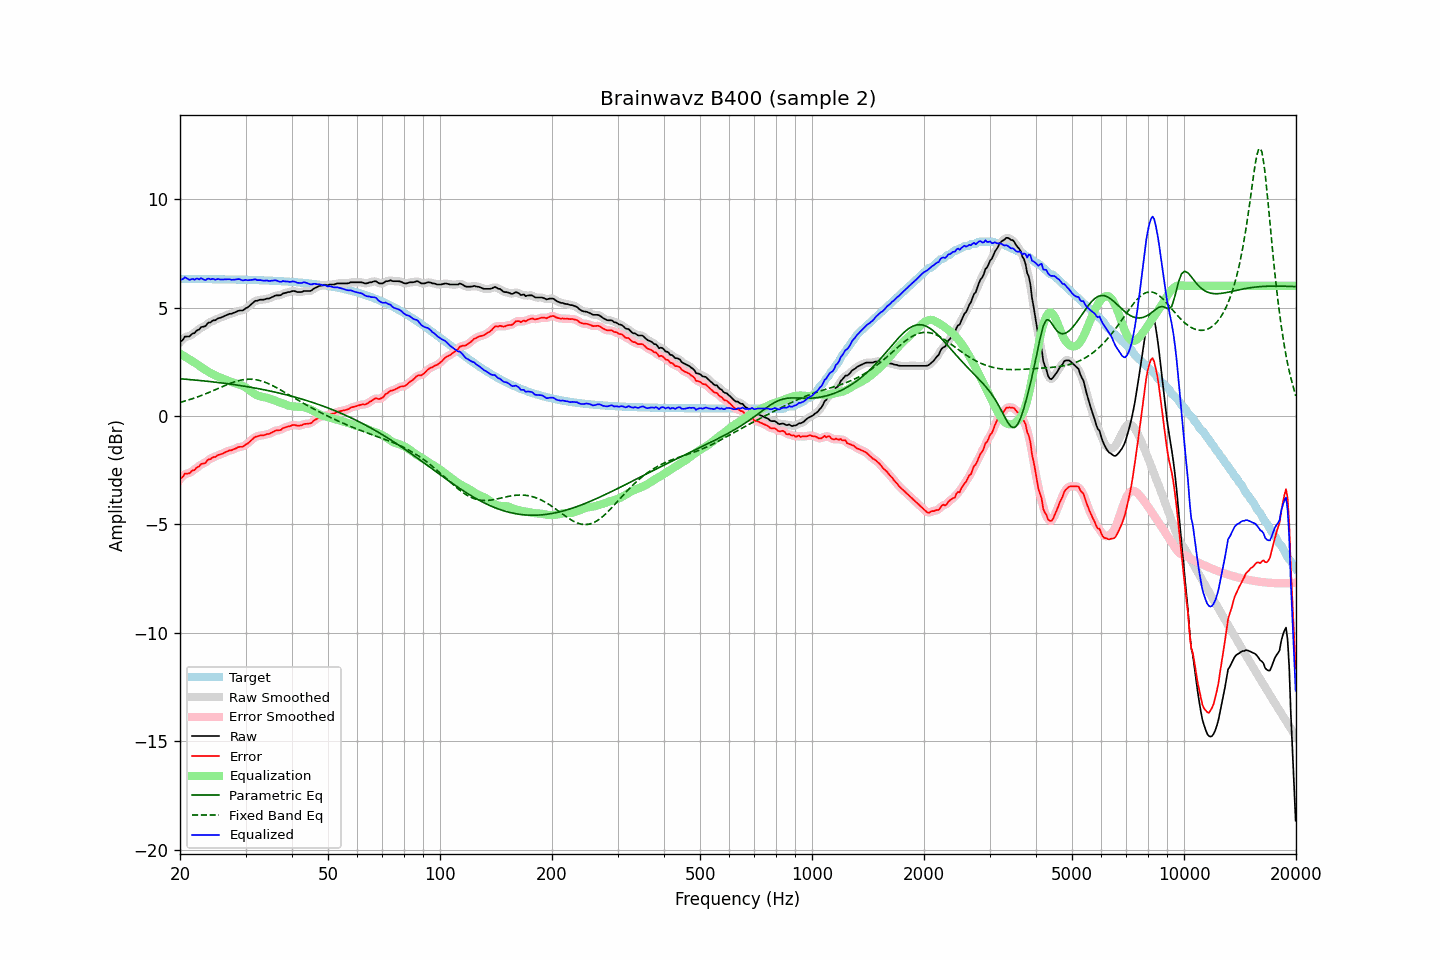 Brainwavz B400 (sample 2)
Amplitude (dBr)
10
5
0
−5
−10
−15
−20
Target
Raw Smoothed
Error Smoothed
Raw
Error
Equalization
Parametric Eq
Fixed Band Eq
Equalized
20 50 100 200 500 1000 2000 5000 10000 20000
Frequency (Hz)